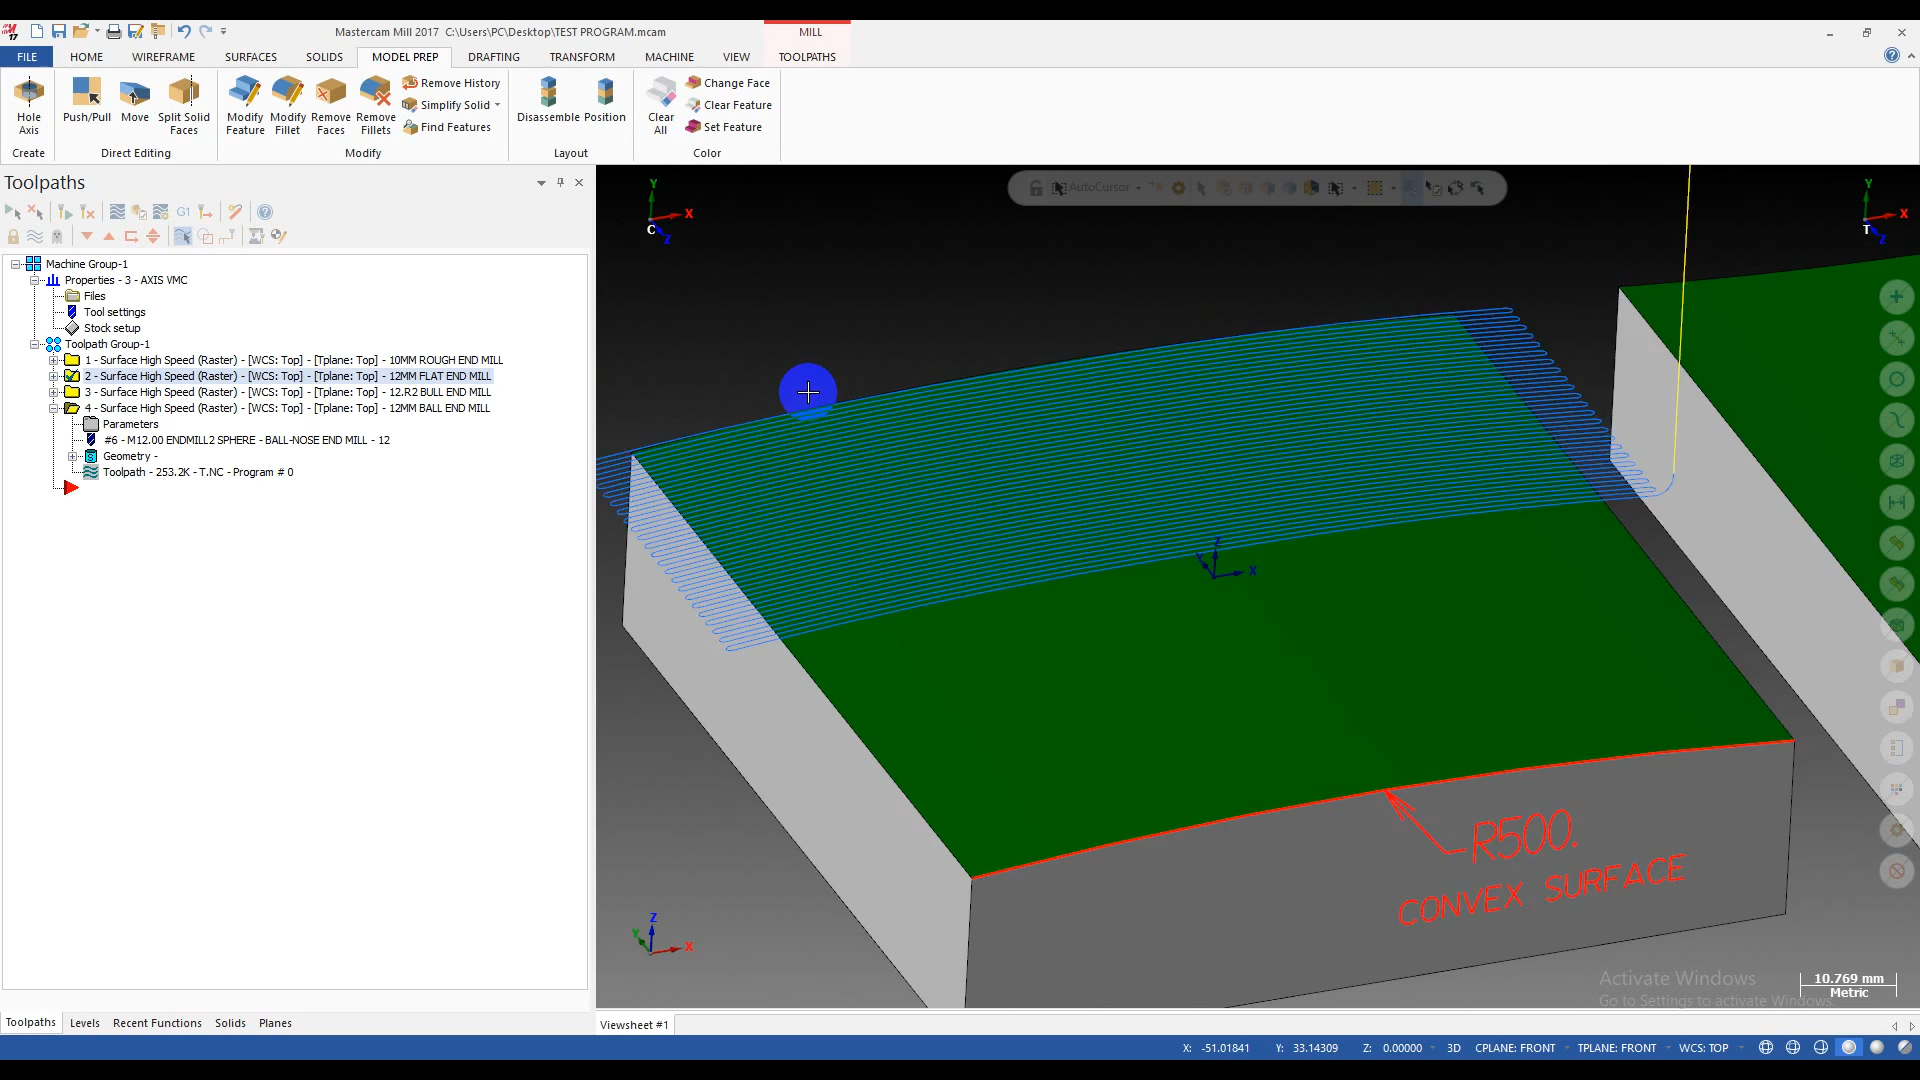 Mastercam Mill 2017 C:\Users\PC\Desktop\TEST PROGRAM.mcam
MILL
FILE HOME WIREFRAME SURFACES SOLIDS MODEL PREP DRAFTING TRANSFORM MACHINE VIEW TOOLPATHS
Hole Axis
Push/Pull
Move
Split Solid Faces
Modify Feature
Modify Fillet
Remove Faces
Remove Fillets
Remove History
Simplify Solid
Find Features
Disassemble
Position
Clear All
Change Face
Clear Feature
Set Feature
Create
Direct Editing
Modify
Layout
Color
Toolpaths
G1
AutoCursor
Machine Group-1
Properties - 3 - AXIS VMC
Files
Tool settings
Stock setup
Toolpath Group-1
1 - Surface High Speed (Raster) - [WCS: Top] - [Tplane: Top] - 10MM ROUGH END MILL
2 - Surface High Speed (Raster) - [WCS: Top] - [Tplane: Top] - 12MM FLAT END MILL
3 - Surface High Speed (Raster) - [WCS: Top] - [Tplane: Top] - 12.R2 BULL END MILL
4 - Surface High Speed (Raster) - [WCS: Top] - [Tplane: Top] - 12MM BALL END MILL
Parameters
#6 - M12.00 ENDMILL2 SPHERE - BALL-NOSE END MILL - 12
Geometry -
Toolpath - 253.2K - T.NC - Program # 0
Y
X
Z
C
Y
X
Z
T
Z
X
Y
Z
Y
X
R500.
CONVEX SURFACE
Activate Windows
Go to Settings to activate Windows.
10.769 mm
Metric
Toolpaths Levels Recent Functions Solids Planes
Viewsheet #1
X: -51.01841 Y: 33.14309 Z: 0.00000 3D CPLANE: FRONT TPLANE: FRONT WCS: TOP